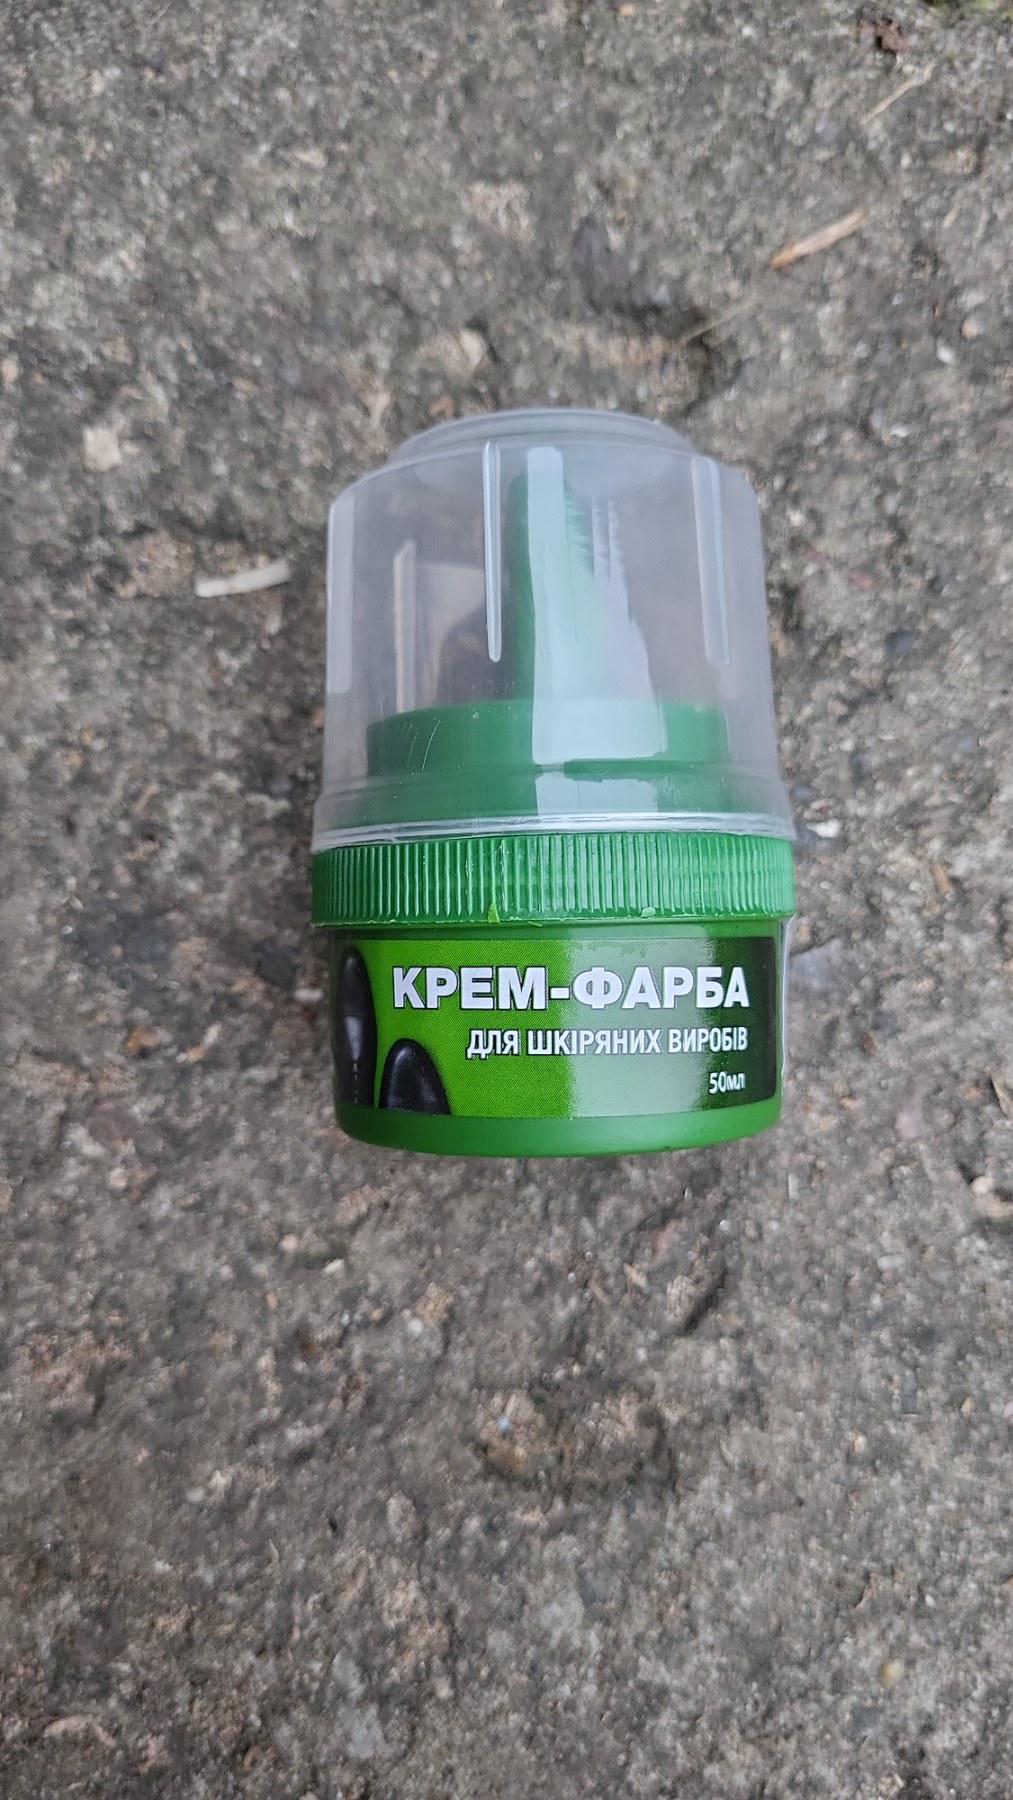 КРЕМ-ФАРБА
ДЛЯ ШКІРЯНИХ ВИРОБІВ
50мл